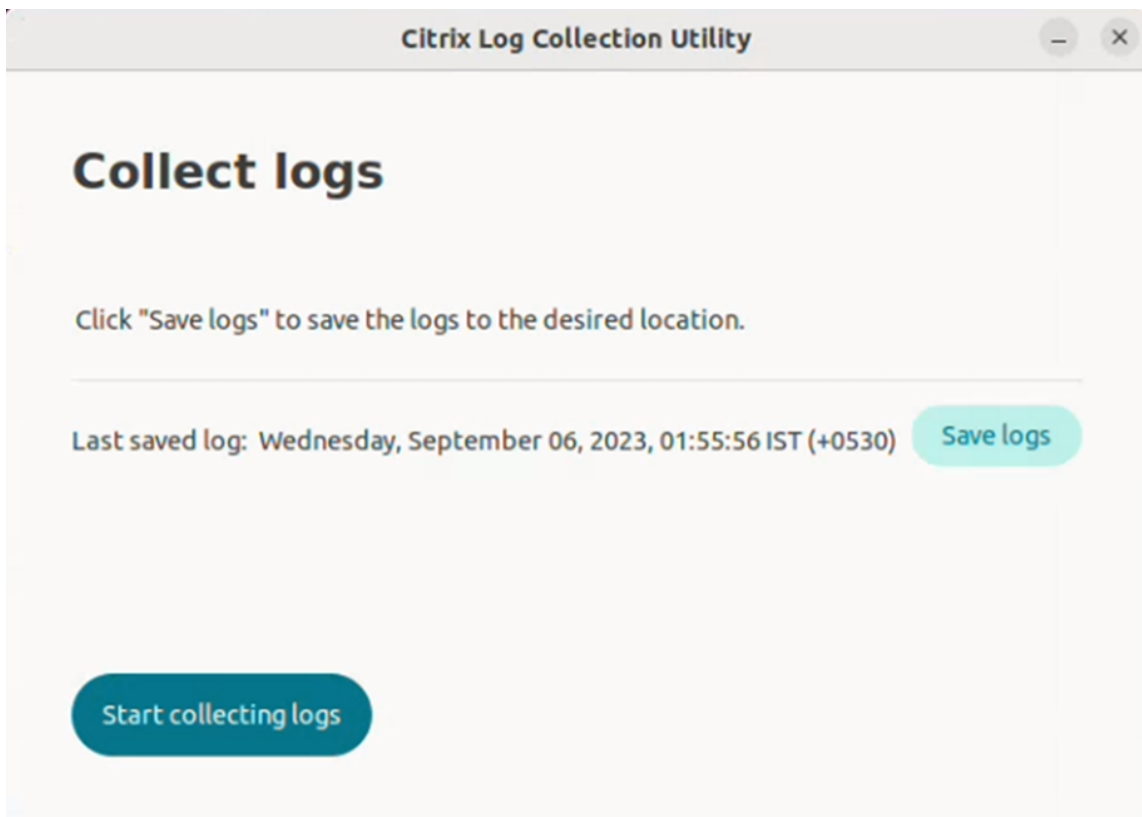 Citrix Log Collection Utility
Collect logs
Click "Save logs" to save the logs to the desired location.
Last saved log: Wednesday, September 06, 2023, 01:55:56 IST (+0530)
Save logs
Start collecting logs